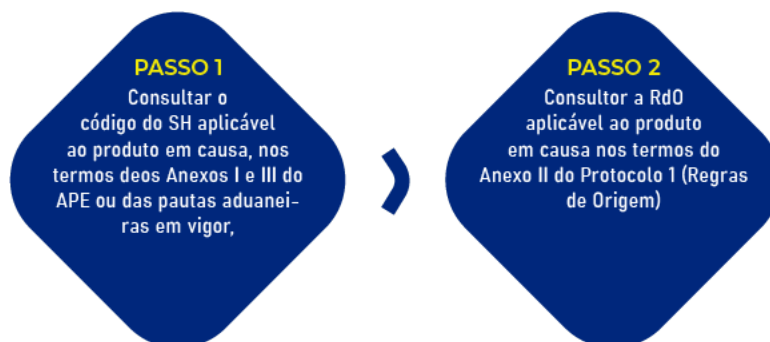 PASSO 1
Consultar o
código do SH aplicável
ao produto em causa, nos
termos deos Anexos I e III do
APE ou das pautas aduanei-
ras em vigor,
PASSO 2
Consultor a RdO
aplicável ao produto
em causa nos termos do
Anexo II do Protocolo 1 (Regras
de Origem)